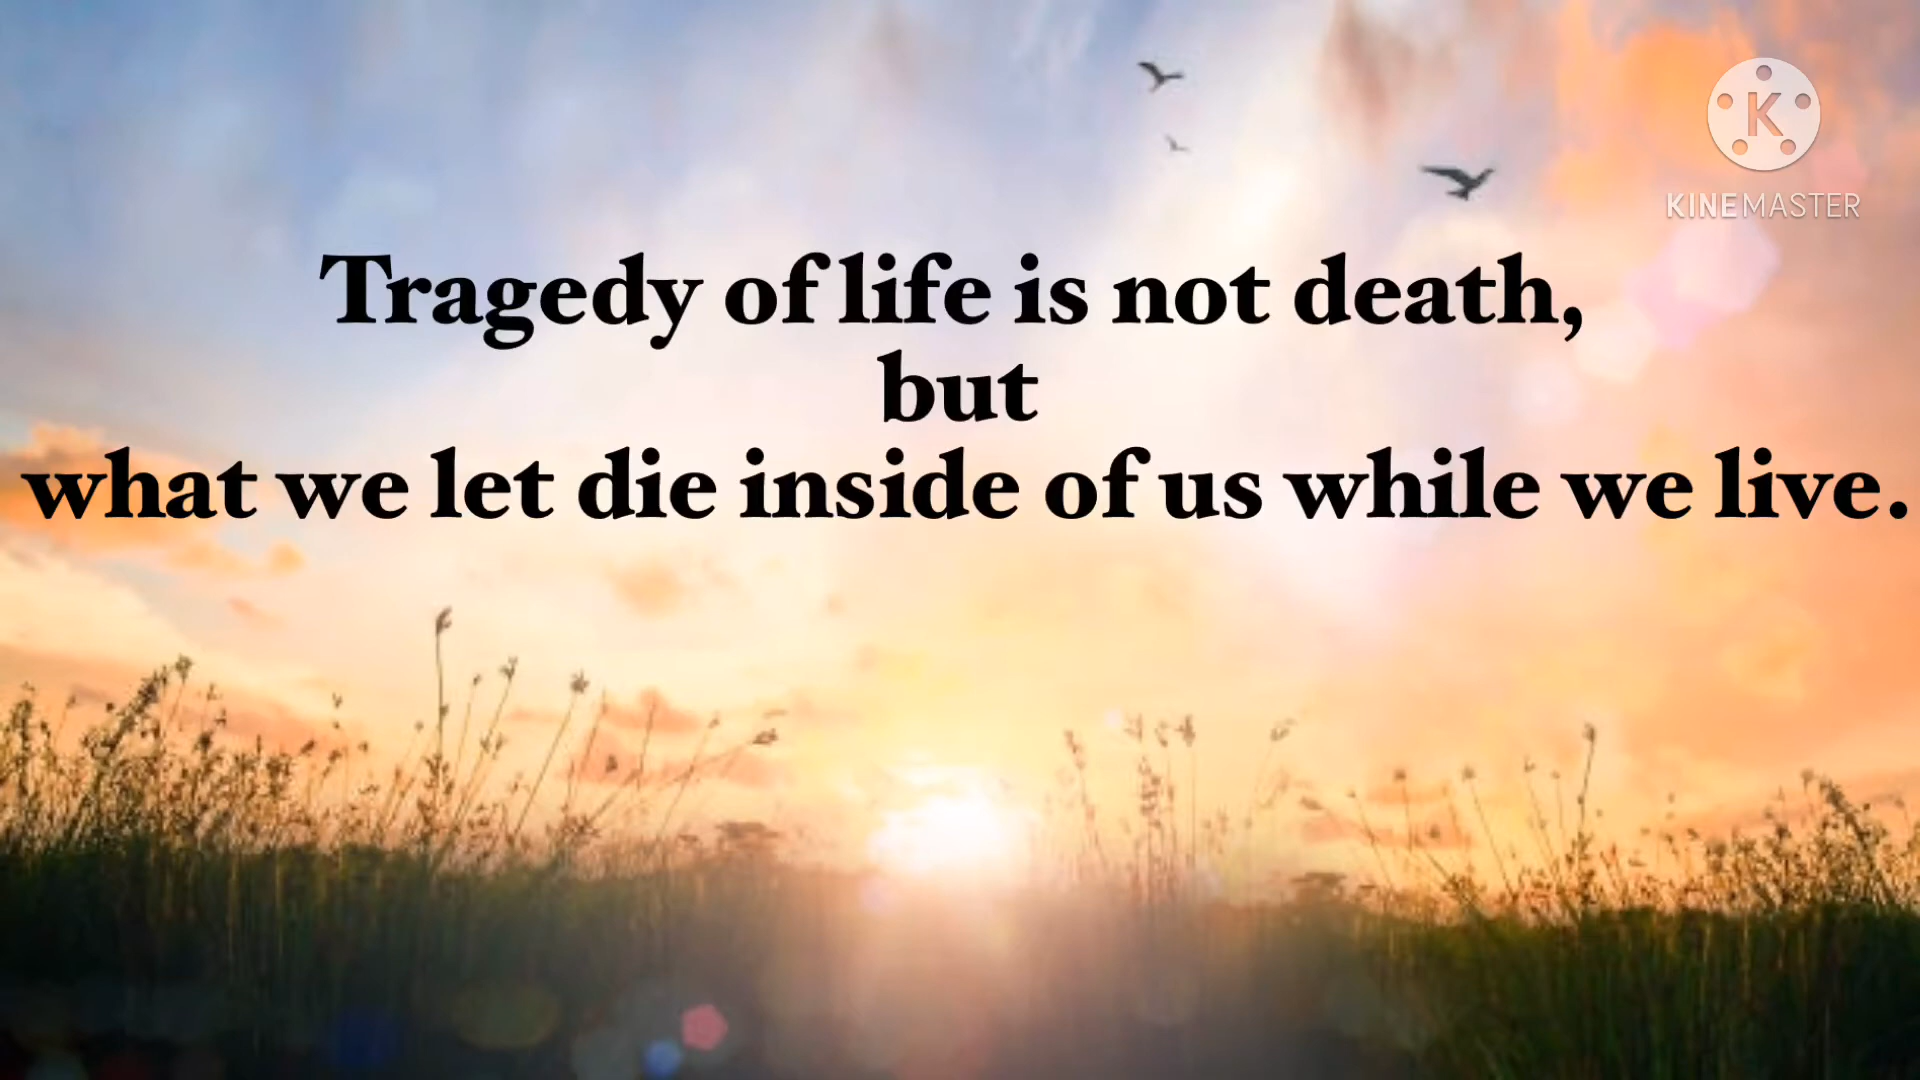 K
KINEMASTER
Tragedy of life is not death,
but
what we let die inside of us while we live.